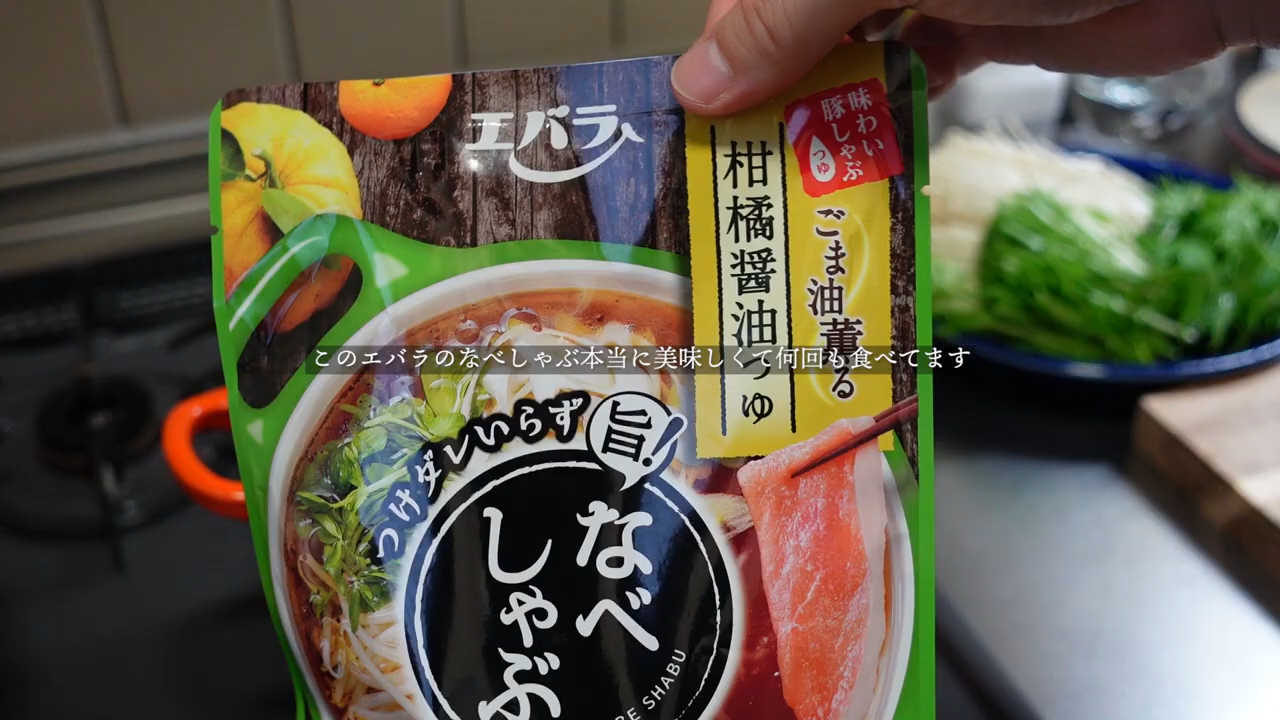 エバラ
味わい
豚しゃぶ
つゆ
ごま油薫る
柑橘醤油つゆ
このエバラのなべしゃぶ本当に美味しくて何回も食べてます
つけダレいらず
旨!
なべ
しゃぶ
SHABU